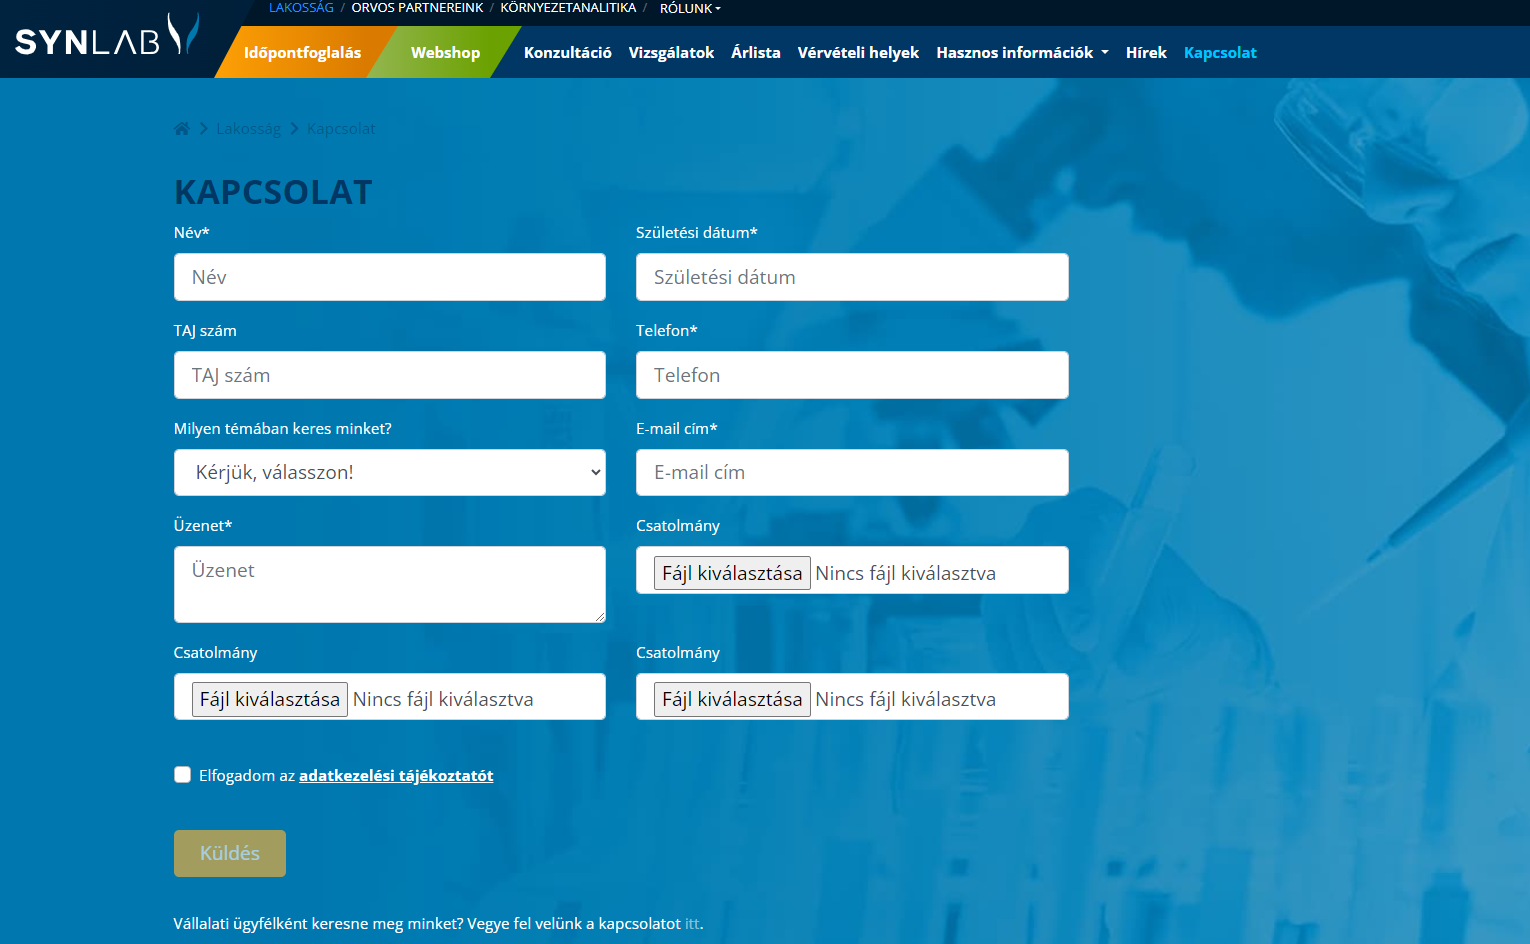 LAKOSSÁG / ORVOS PARTNEREINK / KÖRNYEZETANALITIKA / RÓLUNK
SYNLAB
Időpontfoglalás Webshop Konzultáció Vizsgálatok Árlista Vérvételi helyek Hasznos információk Hírek Kapcsolat
Lakosság Kapcsolat
KAPCSOLAT
Név* Születési dátum*
Név Születési dátum
TAJ szám Telefon*
TAJ szám Telefon
Milyen témában keres minket? E-mail cím*
Kérjük, válasszon! E-mail cím
Üzenet* Csatolmány
Üzenet Fájl kiválasztása Nincs fájl kiválasztva
Csatolmány Csatolmány
Fájl kiválasztása Nincs fájl kiválasztva Fájl kiválasztása Nincs fájl kiválasztva
Elfogadom az adatkezelési tájékoztatót
Küldés
Vállalati ügyfélként keresne meg minket? Vegye fel velünk a kapcsolatot itt.